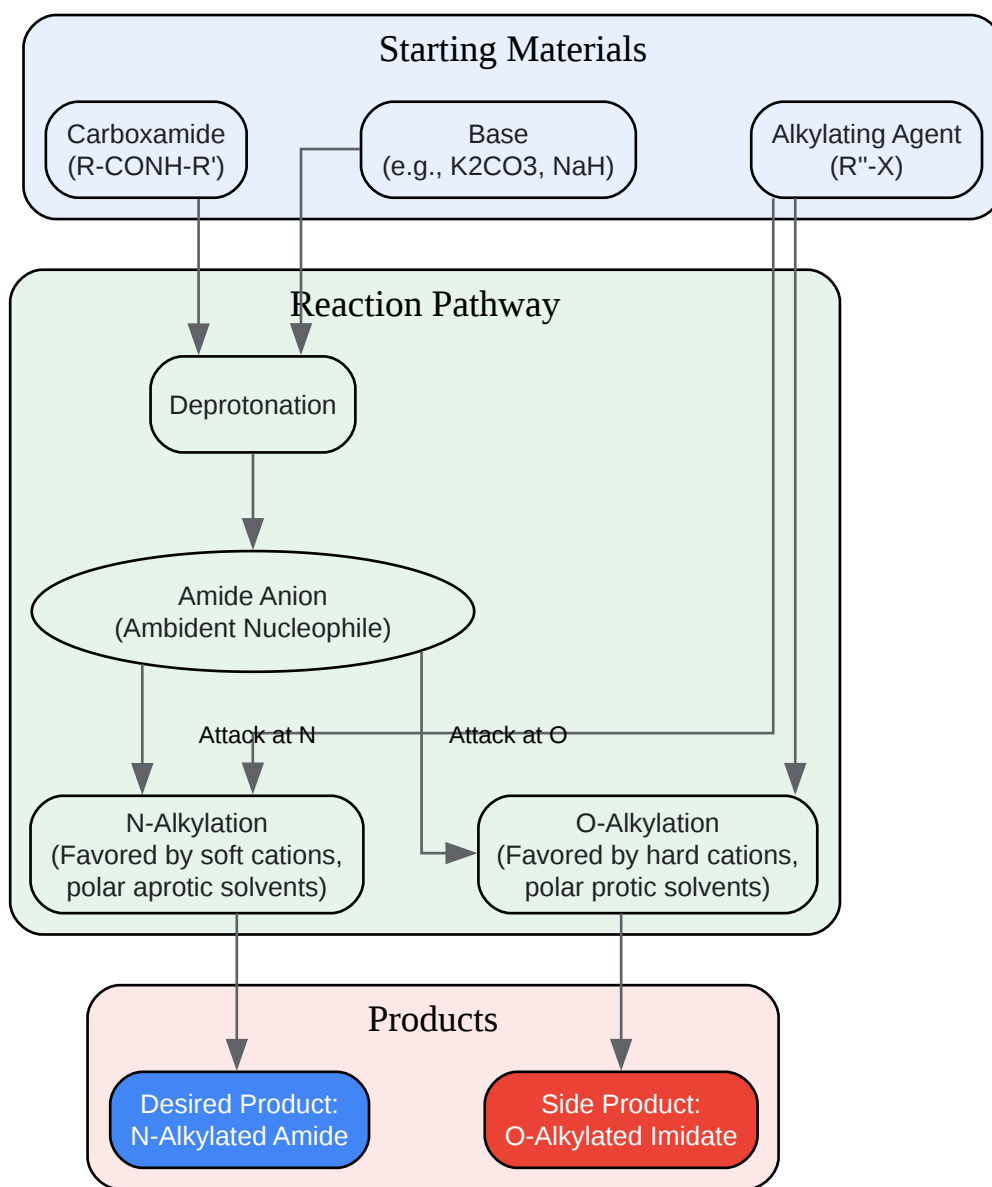 Starting Materials
Carboxamide
(R-CONH-R')
Base
(e.g., K2CO3, NaH)
Alkylating Agent
(R''-X)
Reaction Pathway
Deprotonation
Amide Anion
(Ambident Nucleophile)
Attack at N
Attack at O
N-Alkylation
(Favored by soft cations,
polar aprotic solvents)
O-Alkylation
(Favored by hard cations,
polar protic solvents)
Products
Desired Product:
N-Alkylated Amide
Side Product:
O-Alkylated Imidate